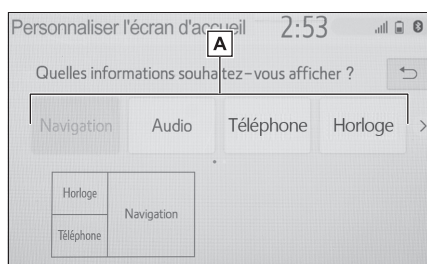 Personnaliser l'écran d'accueil 2:53
A
Quelles informations souhaitez-vous afficher ?
Navigation Audio Téléphone Horloge
Horloge
Navigation
Téléphone